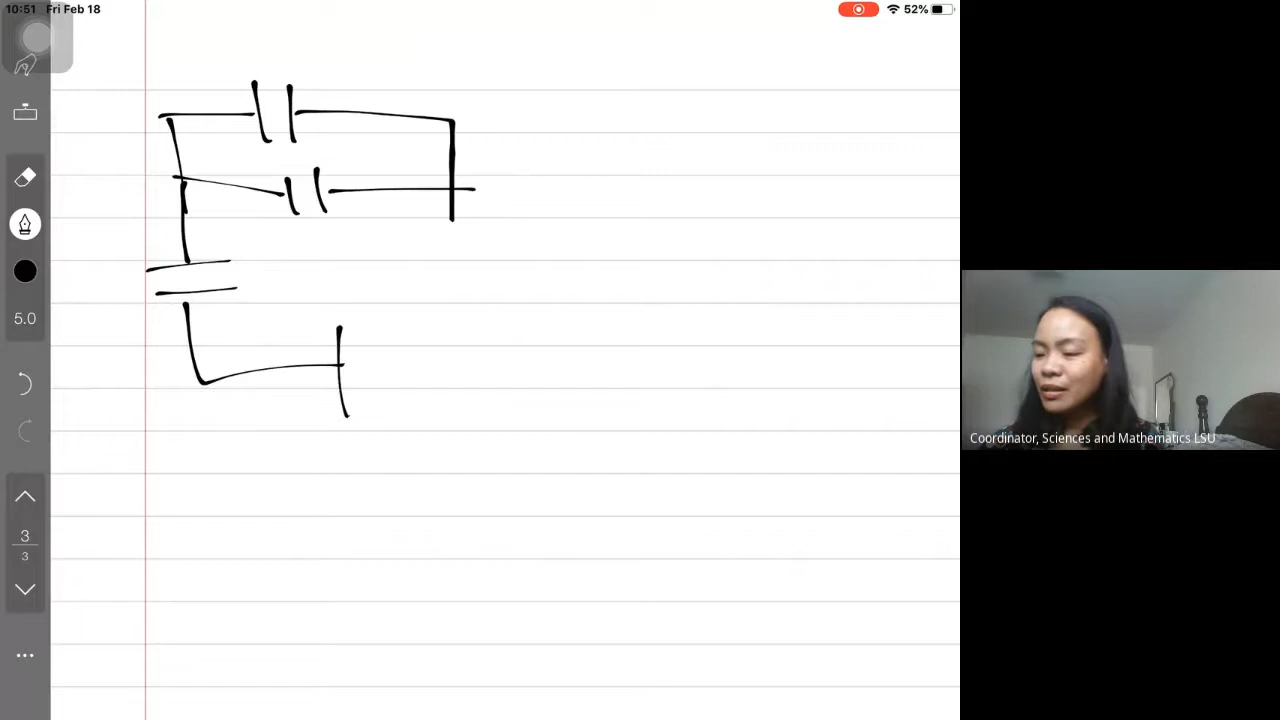 10:51 Fri Feb 18
52%
5.0
3
3
Coordinator, Sciences and Mathematics LSU